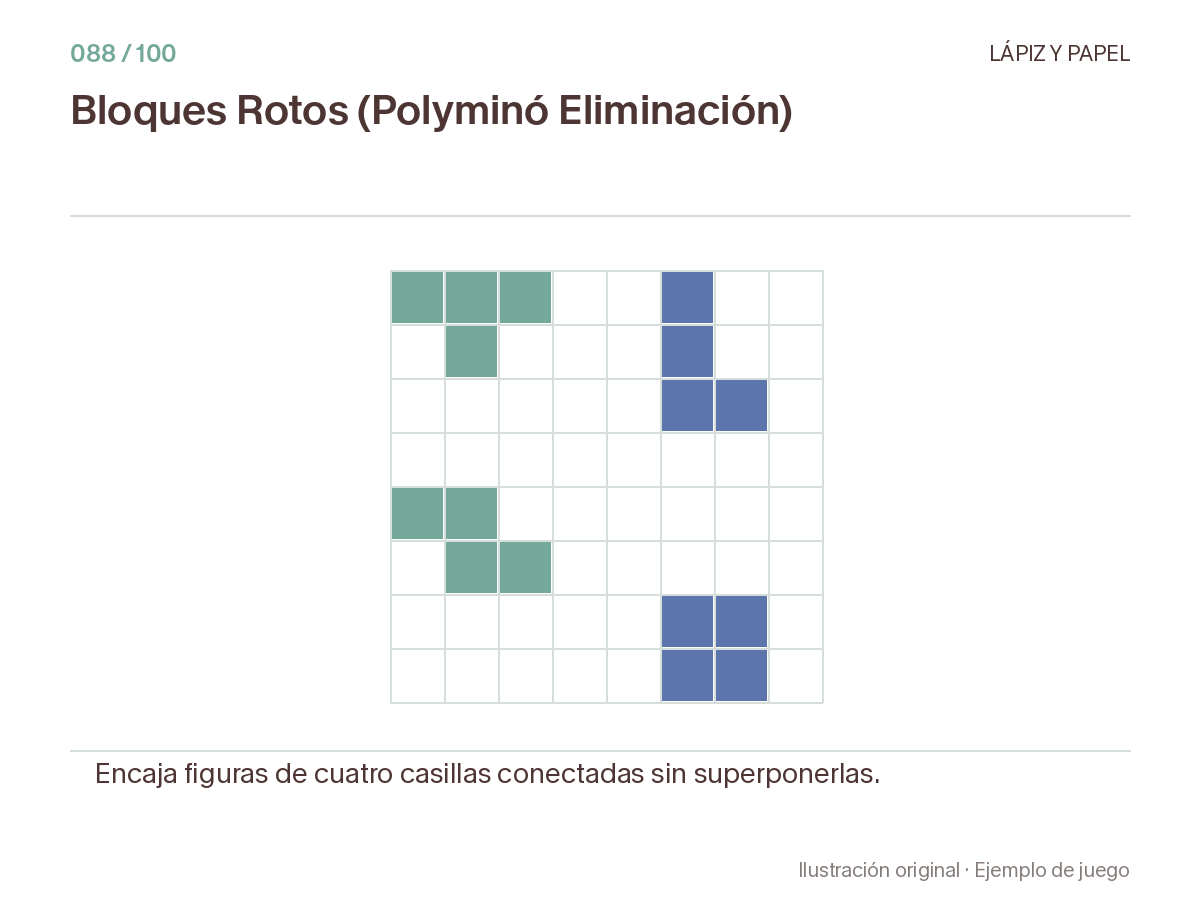 088 / 100
LÁPIZ Y PAPEL
Bloques Rotos (Polyminó Eliminación)
Encaja figuras de cuatro casillas conectadas sin superponerlas.
Ilustración original · Ejemplo de juego